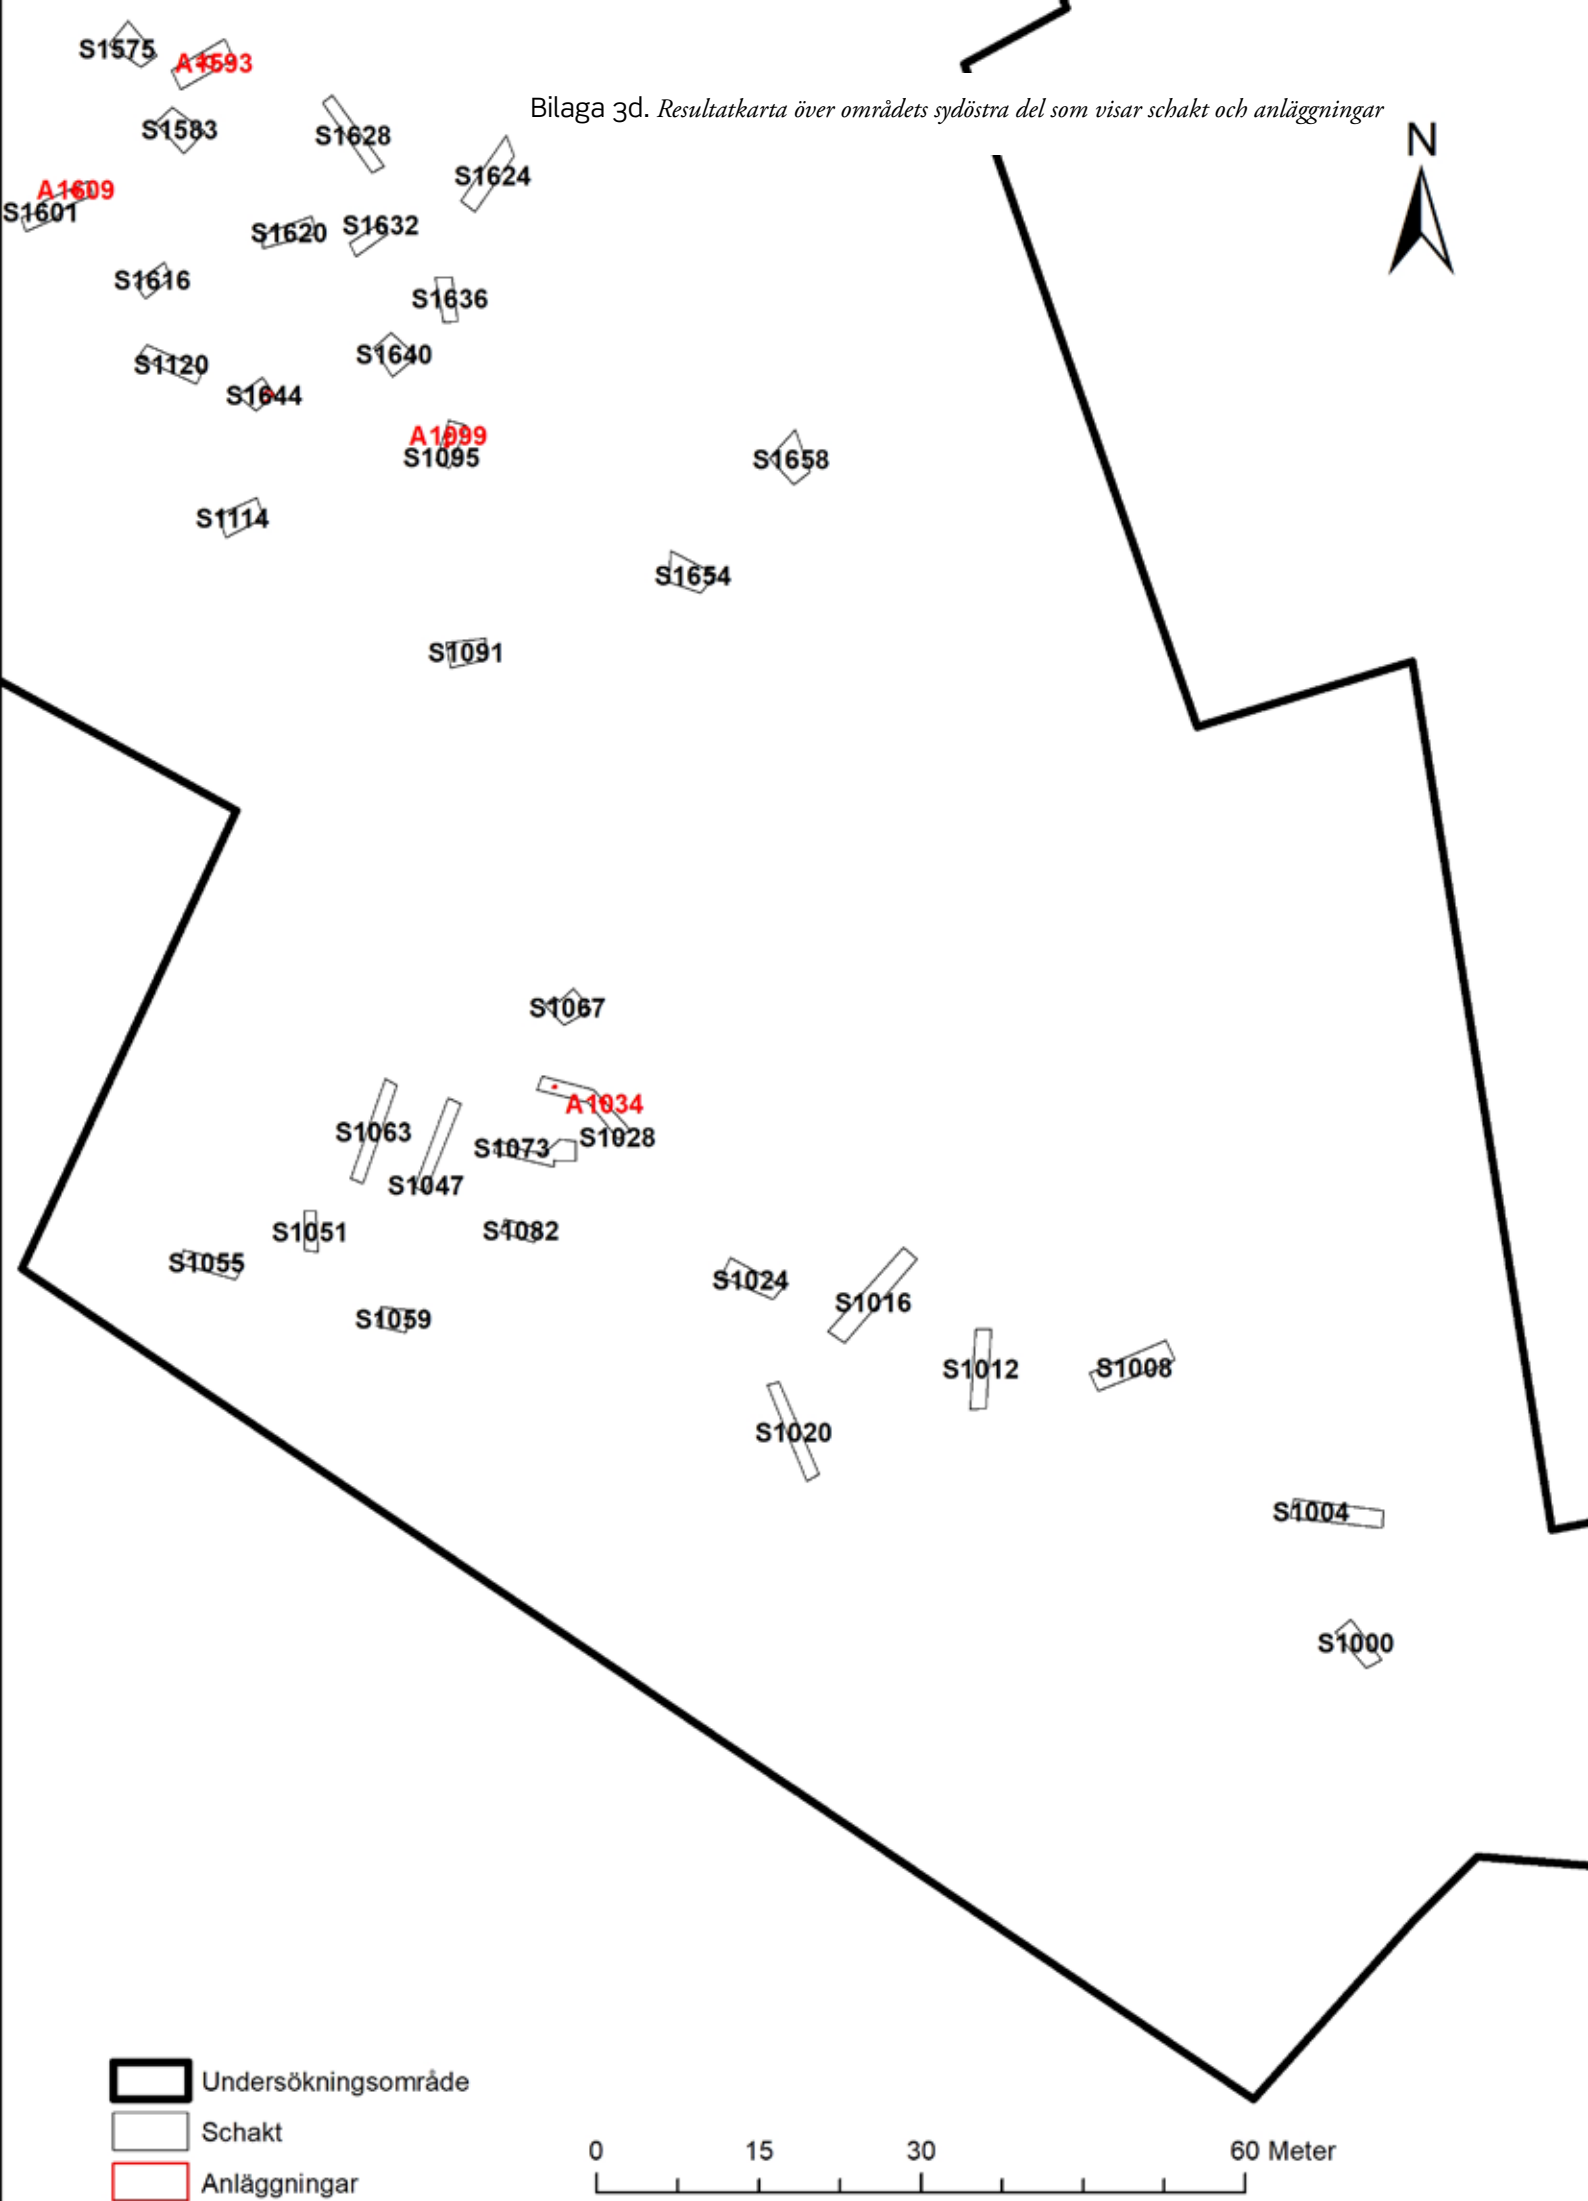 Bilaga 3d. Resultatkarta över områdets sydöstra del som visar schakt och anläggningar
N
S1575
A1593
S1583
S1628
S1624
A1609
S1601
S1620
S1632
S1616
S1636
S1120
S1640
S1644
A1099
S1095
S1658
S1114
S1654
S1091
S1067
A1034
S1063
S1028
S1073
S1047
S1051
S1082
S1055
S1024
S1059
S1016
S1012
S1008
S1020
S1004
S1000
Undersökningsområde
Schakt
Anläggningar
0 15 30 60 Meter